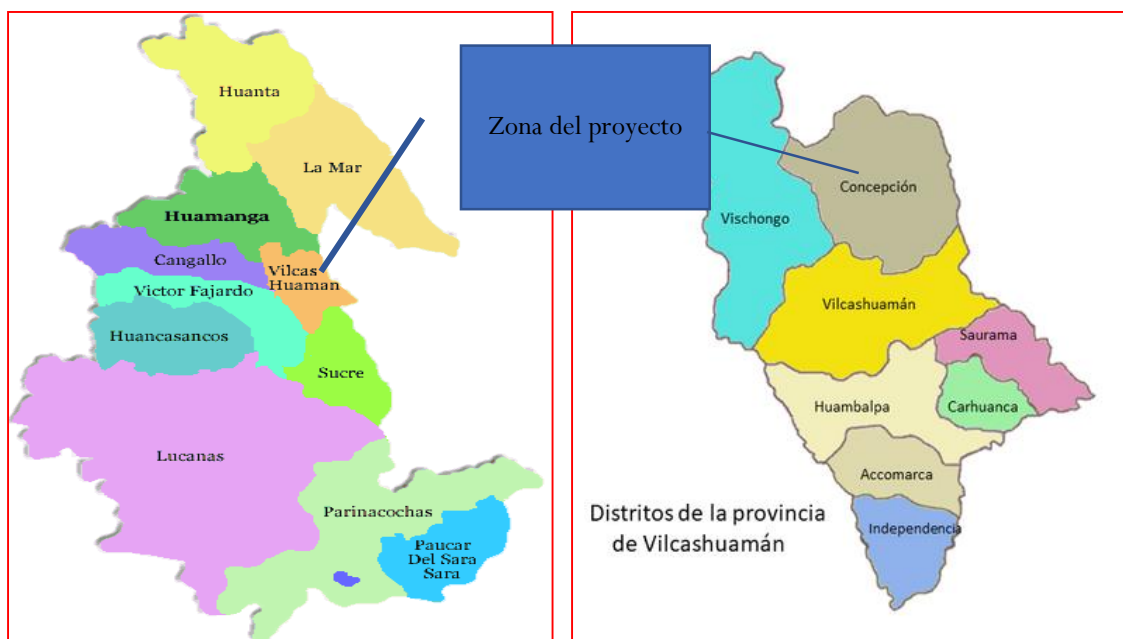 Huanta
La Mar
Huamanga
Cangallo
Vilcas
Huaman
Victor Fajardo
Huancasancos
Sucre
Lucanas
Parinacochas
Paucar
Del Sara
Sara
Zona del proyecto
Concepción
Vischongo
Vilcashuamán
Saurama
Huambalpa
Carhuanca
Accomarca
Independencia
Distritos de la provincia
de Vilcashuamán